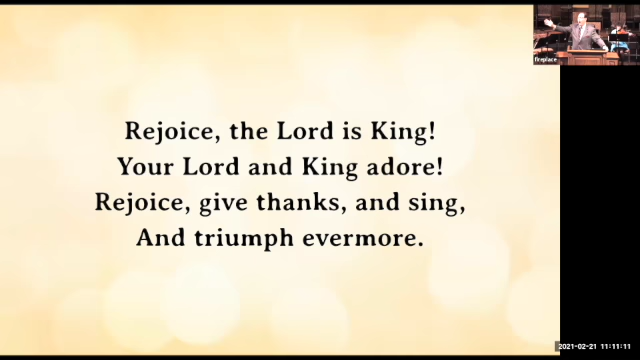 Rejoice, the Lord is King!
Your Lord and King adore!
Rejoice, give thanks, and sing,
And triumph evermore.
fireplace
2021-02-21 11:11:11